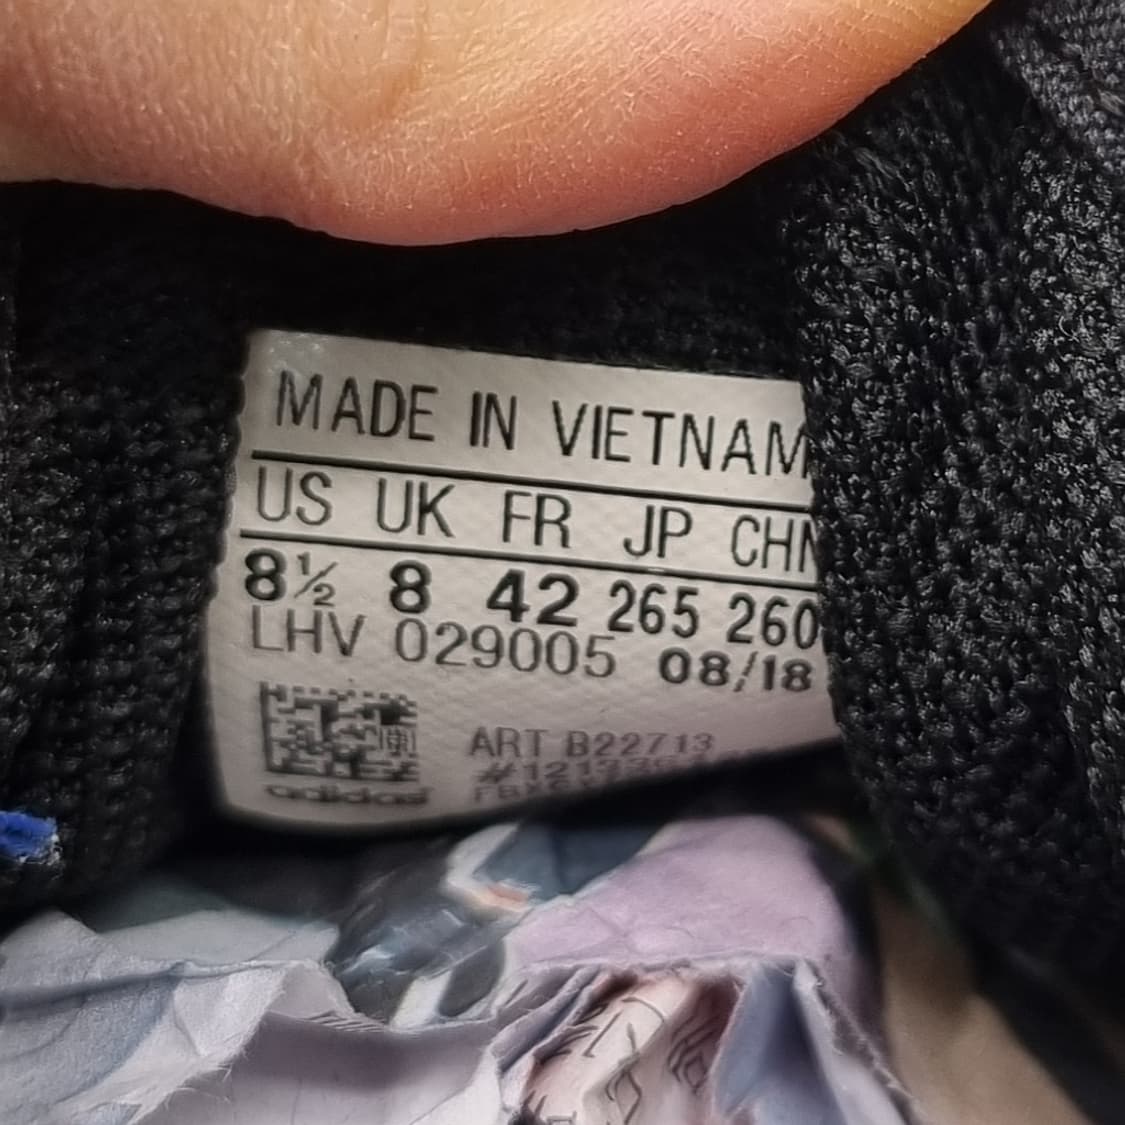 MADE IN VIETNAM
US UK FR JP CHN
8½ 8 42 265 260
LHV 029005 08/18
ART B22713
adidas